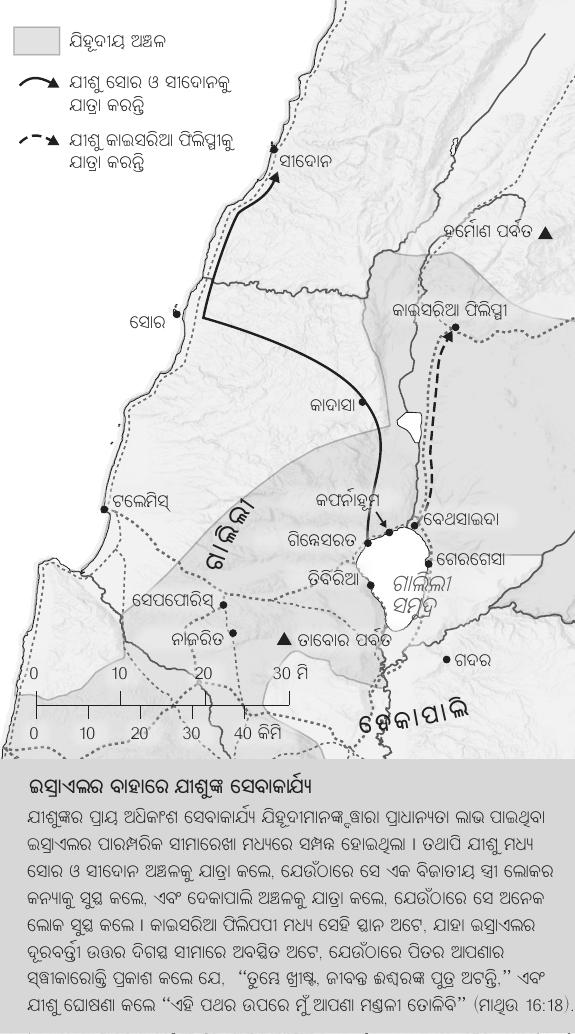 ଯିହୂଦୀୟ ଅଞ୍ଚଳ
ଯୀଶୁ ସୋର ଓ ସୀଦୋନକୁ
ଯାତ୍ରା କରନ୍ତି
ଯୀଶୁ କାଇସରିଆ ଫିଲିପ୍ପୀକୁ
ଯାତ୍ରା କରନ୍ତି
ସୀଦୋନ
ହର୍ମୋଣ ପର୍ବତ
କାଇସରିଆ ଫିଲିପ୍ପୀ
ସୋର
କାଦାସା
କଫର୍ନାହୂମ
ଟଲେମିସ୍
ଗାଲିଲୀ
ବେଥସାଇଦା
ଗିନେସରତ
ଗେରଗେସା
ତିବିରିଆ
ଗାଲିଲୀ
ସମୁଦ୍ର
ସେପପୌରିସ୍
ନାଜରିତ
ତାବୋର ପର୍ବତ
ଗଦର
0 10 20 30 ମି
0 10 20 30 40 କିମି
ଦେକାପାଲି
ଇସ୍ରାଏଲର ବାହାରେ ଯୀଶୁଙ୍କ ସେବାକାର୍ଯ୍ୟ
ଯୀଶୁଙ୍କର ପ୍ରାୟ ଅଧିକାଂଶ ସେବାକାର୍ଯ୍ୟ ଯିହୂଦୀମାନଙ୍କ ଦ୍ୱାରା ପ୍ରାଧାନ୍ୟତା ଲାଭ ପାଇଥିବା
ଇସ୍ରାଏଲର ପାରମ୍ପରିକ ସୀମାରେଖା ମଧ୍ୟରେ ସମ୍ପନ୍ନ ହୋଇଥିଲା । ତଥାପି ଯୀଶୁ ମଧ୍ୟ
ସୋର ଓ ସୀଦୋନ ଅଞ୍ଚଳକୁ ଯାତ୍ରା କଲେ, ଯେଉଁଠାରେ ସେ ଏକ ବିଜାତୀୟ ସ୍ତ୍ରୀ ଲୋକର
କନ୍ୟାକୁ ସୁସ୍ଥ କଲେ, ଏବଂ ଦେକାପାଲି ଅଞ୍ଚଳକୁ ଯାତ୍ରା କଲେ, ଯେଉଁଠାରେ ସେ ଅନେକ
ଲୋକ ସୁସ୍ଥ କଲେ । କାଇସରିଆ ଫିଲିପପୀ ମଧ୍ୟ ସେହି ସ୍ଥାନ ଅଟେ, ଯାହା ଇସ୍ରାଏଲର
ଦୂରବର୍ତ୍ତୀ ଉତ୍ତର ଦିଗସ୍ଥ ସୀମାରେ ଅବସ୍ଥିତ ଅଟେ, ଯେଉଁଠାରେ ପିତର ଆପଣାର
ସ୍ୱୀକାରୋକ୍ତି ପ୍ରକାଶ କଲେ ଯେ, “ତୁମ୍ଭେ ଖ୍ରୀଷ୍ଟ, ଜୀବନ୍ତ ଈଶ୍ୱରଙ୍କ ପୁତ୍ର ଅଟନ୍ତି,” ଏବଂ
ଯୀଶୁ ଘୋଷଣା କଲେ “ଏହି ପଥର ଉପରେ ମୁଁ ଆପଣା ମଣ୍ଡଳୀ ତୋଳିବି” (ମାଥିଉ 16:18).